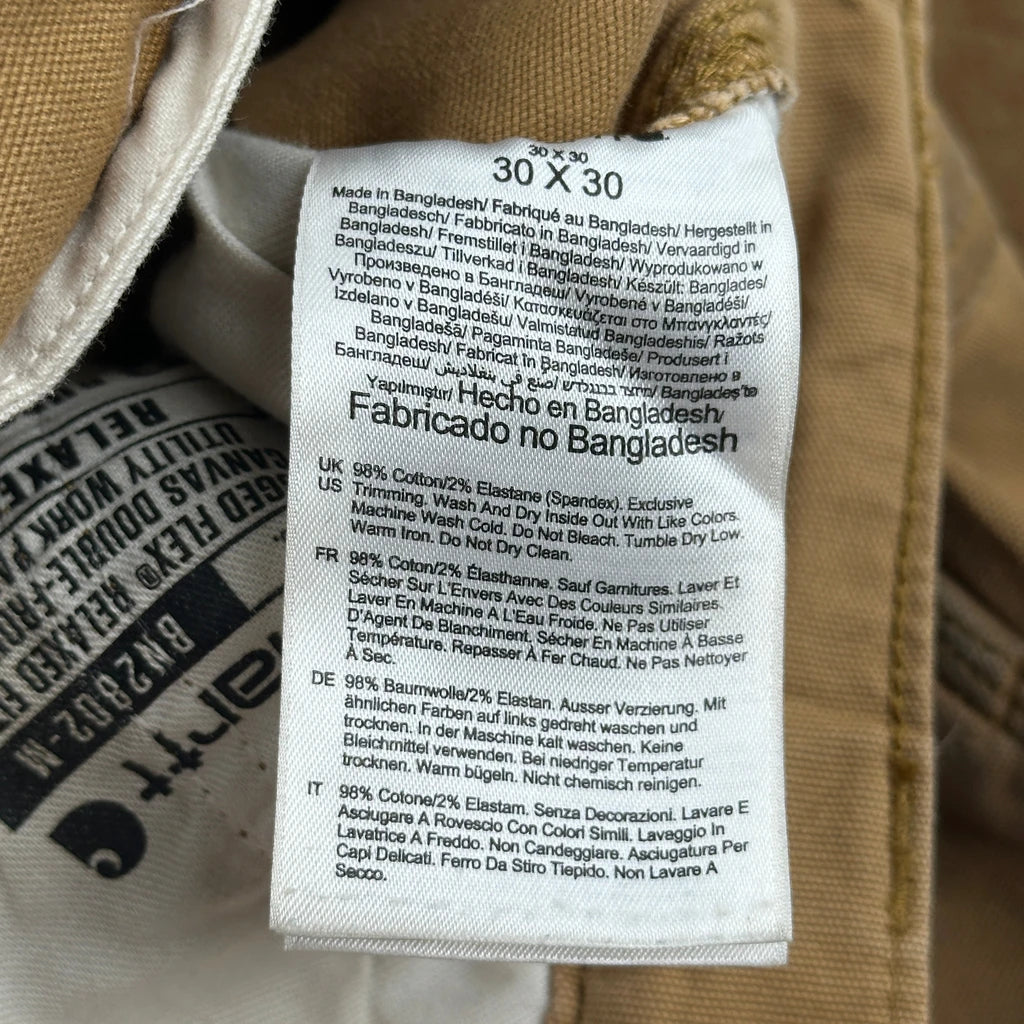 30 X 30
30 X 30
Made in Bangladesh/ Fabriqué au Bangladesh/ Hergestellt in
Bangladesch/ Fabbricato in Bangladesh/ Vervaardigd in
Bangladesh/ Fremstillet i Bangladesh/ Wyprodukowano w
Bangladeszu/ Tillverkad i Bangladesh/ Készült: Banglades/
Произведено в Бангладеш/ Vyrobené v Bangladéši/
Vyrobeno v Bangladéši/ Κατασκευάζεται στο Μπανγκλαντές/
Izdelano v Bangladešu/ Valmistatud Bangladeshis/ Ražots
Bangladešā/ Pagaminta Bangladeše/ Produsert i
Bangladesh/ Fabricat în Bangladesh/ Изготовлено в
Бангладеш/ صنع في بنغلاديش/ מיוצר בבנגלדש/ Bangladeş'te
Yapılmıştır/ Hecho en Bangladesh/
Fabricado no Bangladesh
UK 98% Cotton/2% Elastane (Spandex). Exclusive
US Trimming. Wash And Dry Inside Out With Like Colors.
Machine Wash Cold. Do Not Bleach. Tumble Dry Low.
Warm Iron. Do Not Dry Clean.
FR 98% Coton/2% Élasthanne. Sauf Garnitures. Laver Et
Sécher Sur L'Envers Avec Des Couleurs Similaires.
Laver En Machine A L'Eau Froide. Ne Pas Utiliser
D'Agent De Blanchiment. Sécher En Machine À Basse
Température. Repasser À Fer Chaud. Ne Pas Nettoyer
À Sec.
DE 98% Baumwolle/2% Elastan. Ausser Verzierung. Mit
ähnlichen Farben auf links gedreht waschen und
trocknen. In der Maschine kalt waschen. Keine
Bleichmittel verwenden. Bei niedriger Temperatur
trocknen. Warm bügeln. Nicht chemisch reinigen.
IT 98% Cotone/2% Elastam. Senza Decorazioni. Lavare E
Asciugare A Rovescio Con Colori Simili. Lavaggio In
Lavatrice A Freddo. Non Candeggiare. Asciugatura Per
Capi Delicati. Ferro Da Stiro Tiepido. Non Lavare A
Secco.
BN2802-M
FLEX® RELAXED
CANVAS DOUBLE-
UTILITY WORK